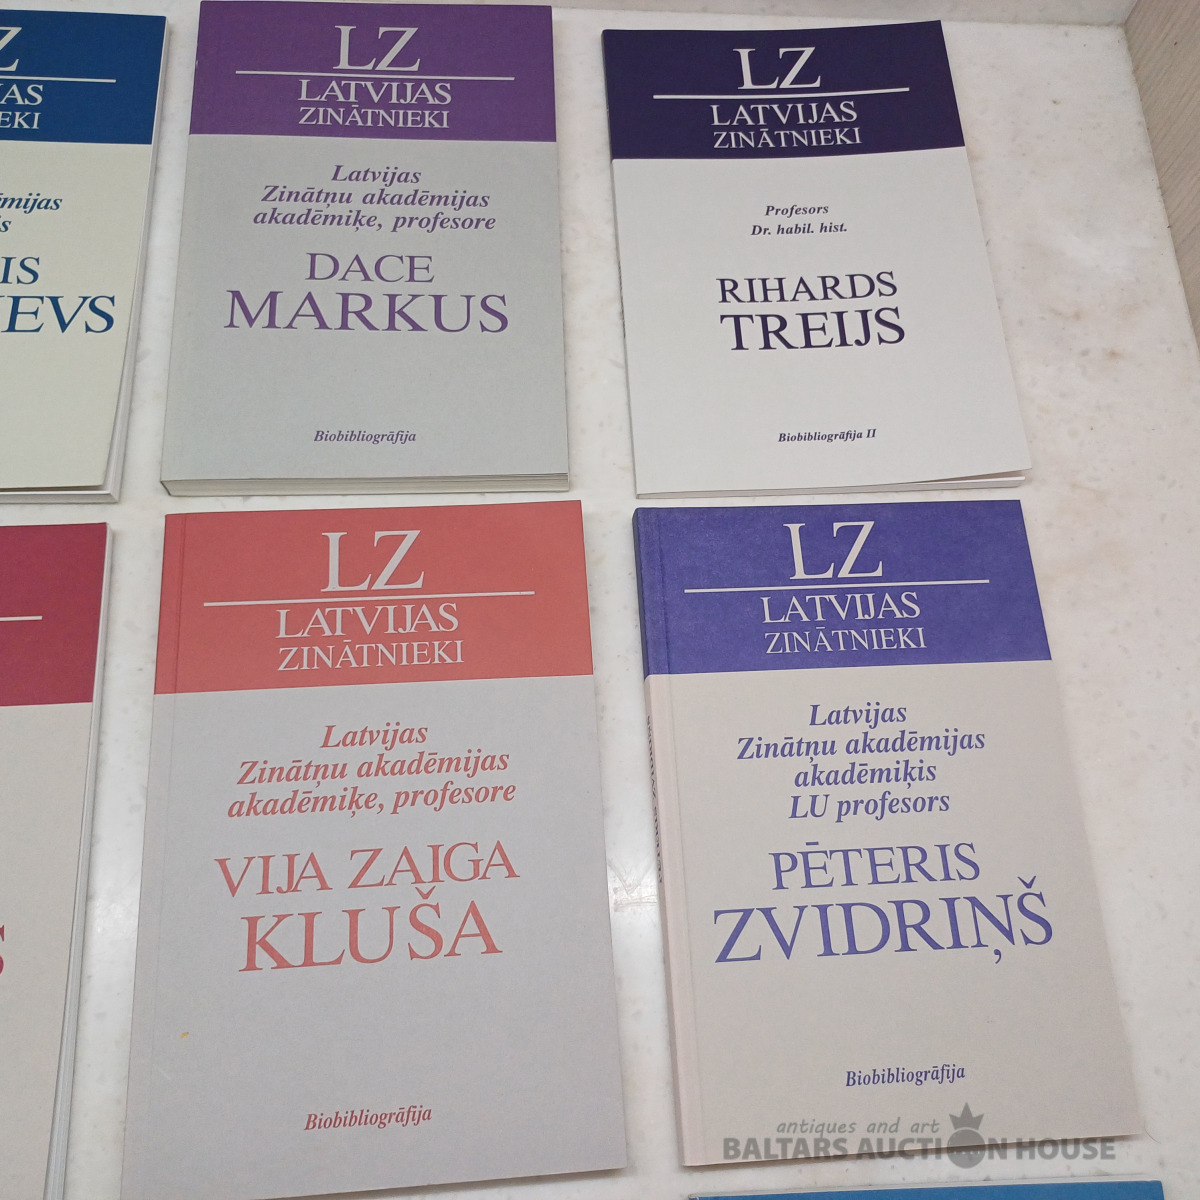 LZ
LATVIJAS
ZINĀTNIEKI
Latvijas
Zinātņu akadēmijas
akadēmiķe, profesore
DACE
MARKUS
Biobibliogrāfija
LZ
LATVIJAS
ZINĀTNIEKI
Profesors
Dr. habil. hist.
RIHARDS
TREIJS
Biobibliogrāfija II
LZ
LATVIJAS
ZINĀTNIEKI
Latvijas
Zinātņu akadēmijas
akadēmiķe, profesore
VIJA ZAIGA
KLUŠA
Biobibliogrāfija
LZ
LATVIJAS
ZINĀTNIEKI
Latvijas
Zinātņu akadēmijas
akadēmiķis
LU profesors
PĒTERIS
ZVIDRIŅŠ
Biobibliogrāfija
antiques and art
BALTARS AUCTION HOUSE